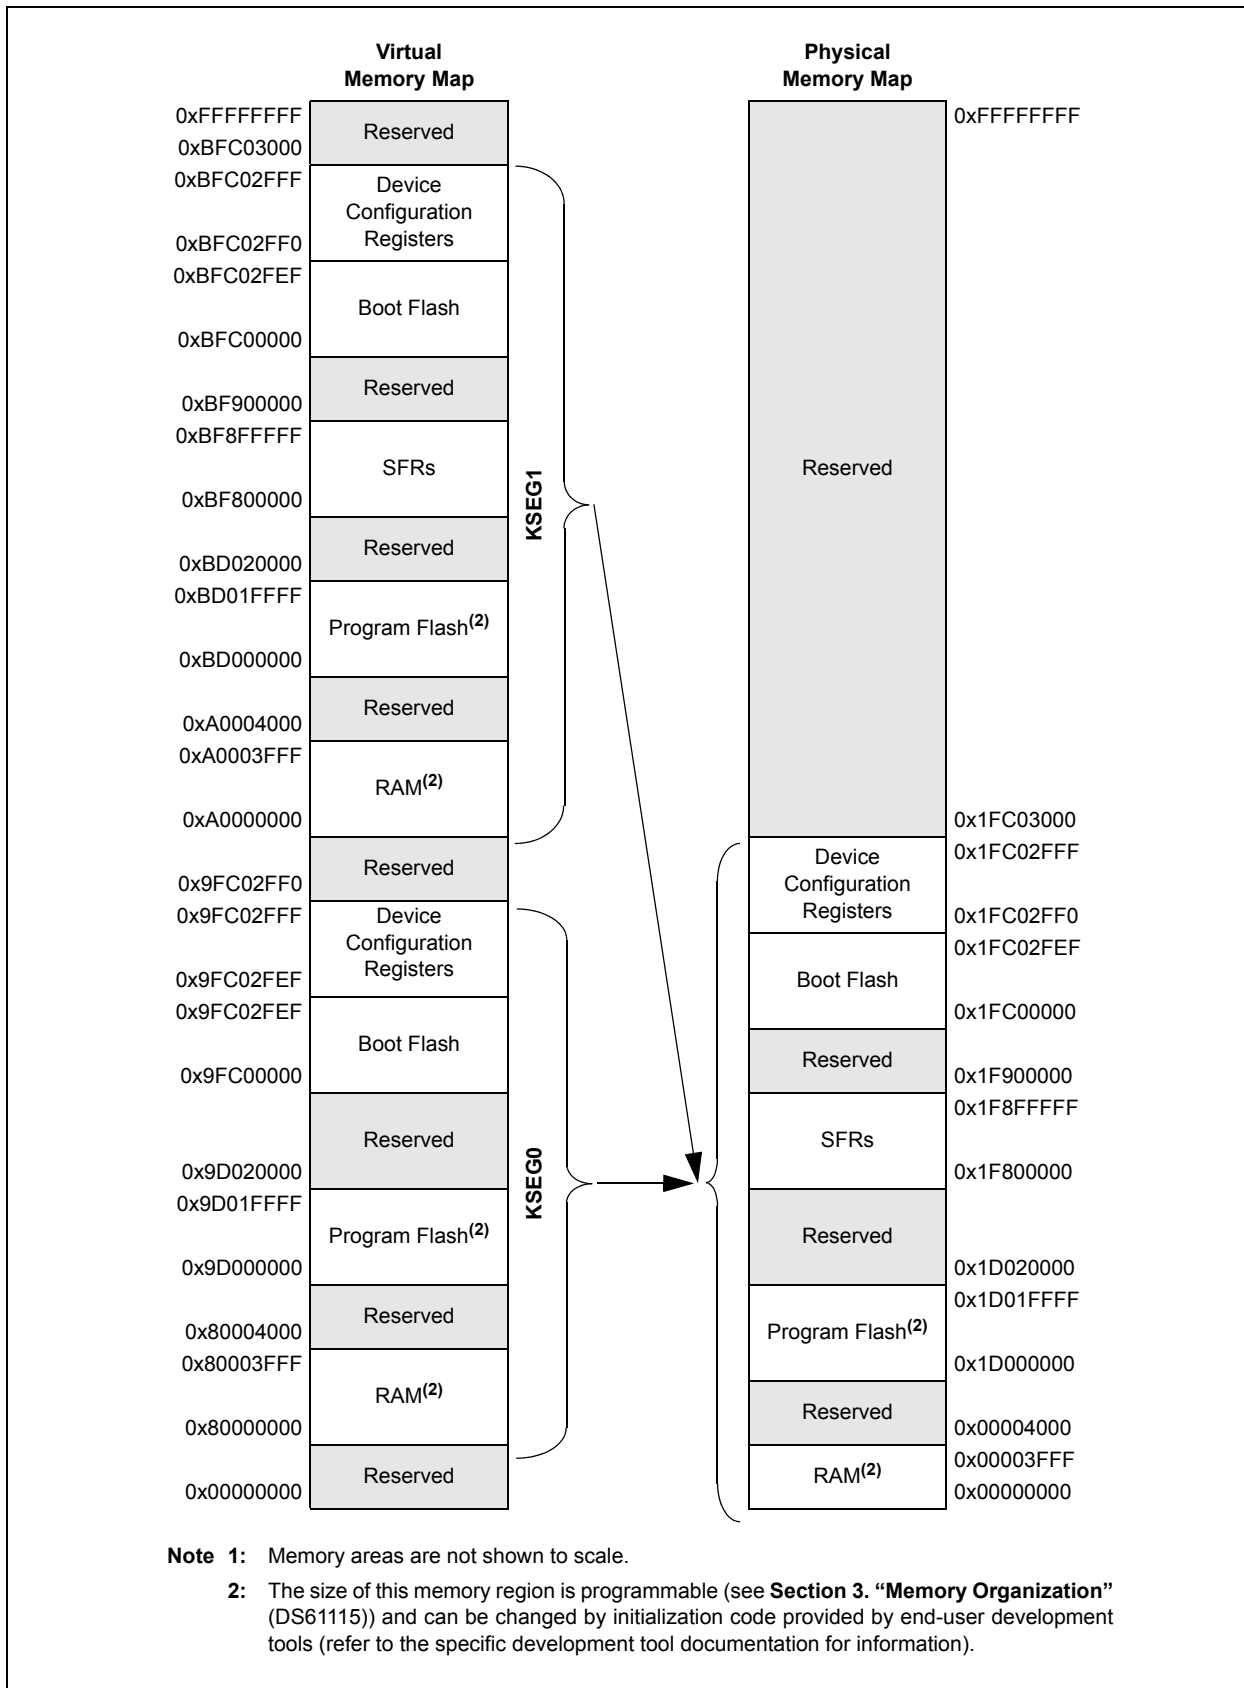 Virtual
Memory Map
0xFFFFFFFF
Reserved
0xBFC03000
0xBFC02FFF
Device
Configuration
Registers
0xBFC02FF0
0xBFC02FEF
Boot Flash
0xBFC00000
Reserved
0xBF900000
0xBF8FFFFF
SFRs
0xBF800000
Reserved
0xBD020000
0xBD01FFFF
Program Flash(2)
0xBD000000
Reserved
0xA0004000
0xA0003FFF
RAM(2)
0xA0000000
KSEG1
Reserved
0x9FC02FF0
0x9FC02FFF
Device
Configuration
Registers
0x9FC02FEF
0x9FC02FEF
Boot Flash
0x9FC00000
Reserved
0x9D020000
0x9D01FFFF
Program Flash(2)
0x9D000000
Reserved
0x80004000
0x80003FFF
RAM(2)
0x80000000
KSEG0
Reserved
0x00000000
Physical
Memory Map
0xFFFFFFFF
Reserved
0x1FC03000
0x1FC02FFF
Device
Configuration
Registers
0x1FC02FF0
0x1FC02FEF
Boot Flash
0x1FC00000
Reserved
0x1F900000
0x1F8FFFFF
SFRs
0x1F800000
Reserved
0x1D020000
0x1D01FFFF
Program Flash(2)
0x1D000000
Reserved
0x00004000
0x00003FFF
RAM(2)
0x00000000
Note 1: Memory areas are not shown to scale.
2: The size of this memory region is programmable (see Section 3. “Memory Organization”
(DS61115)) and can be changed by initialization code provided by end-user development
tools (refer to the specific development tool documentation for information).